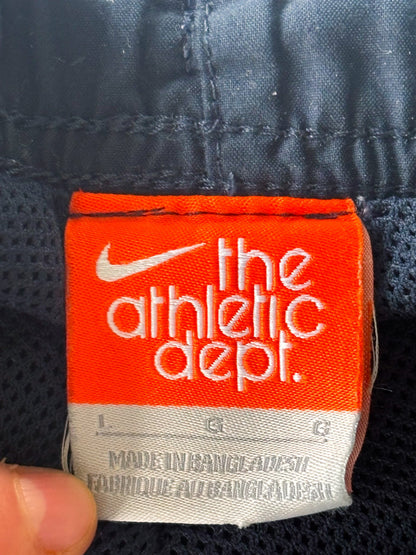 the
athletic
dept.
L G G
MADE IN BANGLADESH
FABRIQUE AU BANGLADESH